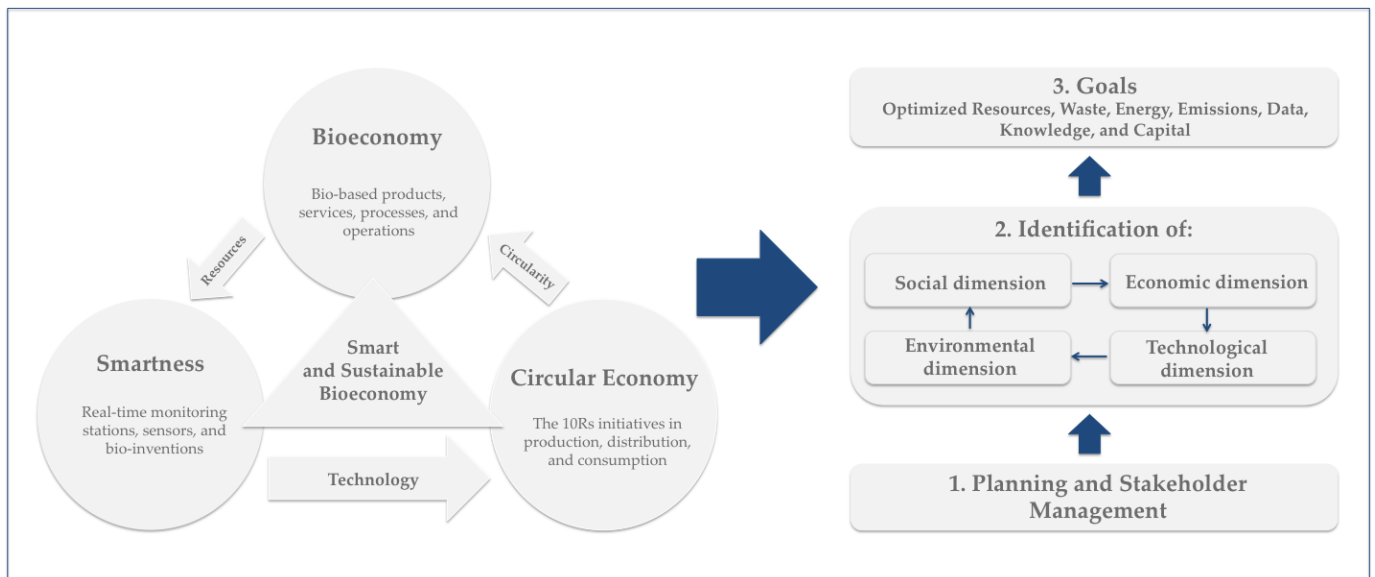 Bioeconomy
Bio-based products,
services, processes, and
operations
Resources
Circularity
Smartness
Real-time monitoring
stations, sensors, and
bio-inventions
Smart
and Sustainable
Bioeconomy
Circular Economy
The 10Rs initiatives in
production, distribution,
and consumption
Technology
3. Goals
Optimized Resources, Waste, Energy, Emissions, Data,
Knowledge, and Capital
2. Identification of:
Social dimension
Economic dimension
Environmental
dimension
Technological
dimension
1. Planning and Stakeholder
Management